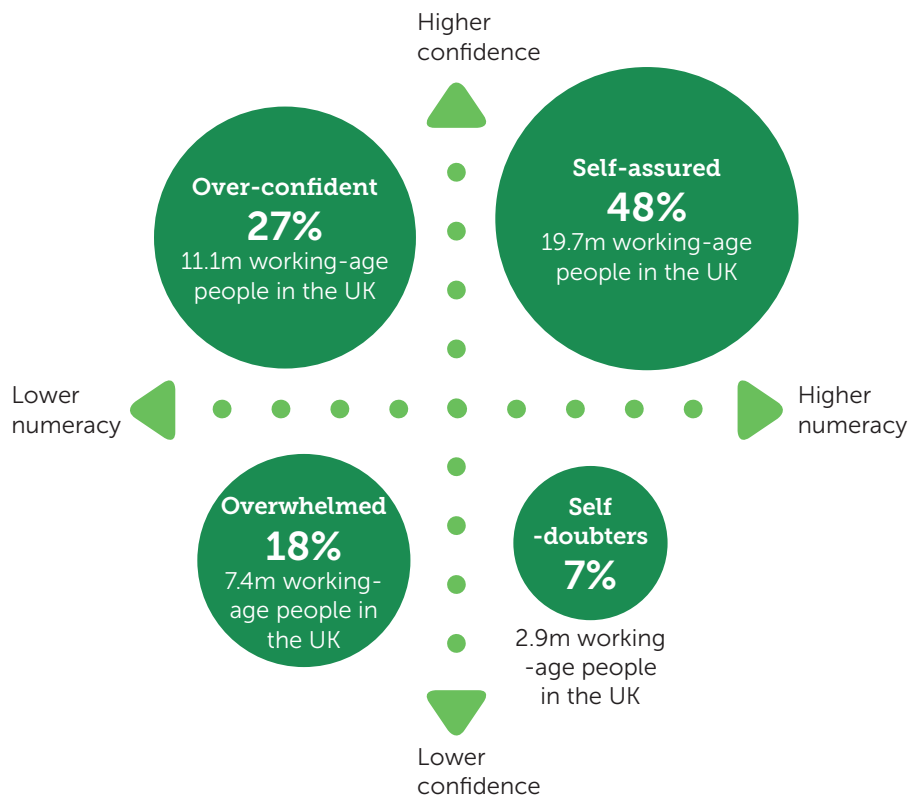 Higher
confidence
Over-confident
27%
11.1m working-age
people in the UK
Self-assured
48%
19.7m working-age
people in the UK
Lower
numeracy
Higher
numeracy
Overwhelmed
18%
7.4m working-
age people in
the UK
Self
-doubters
7%
2.9m working
-age people
in the UK
Lower
confidence